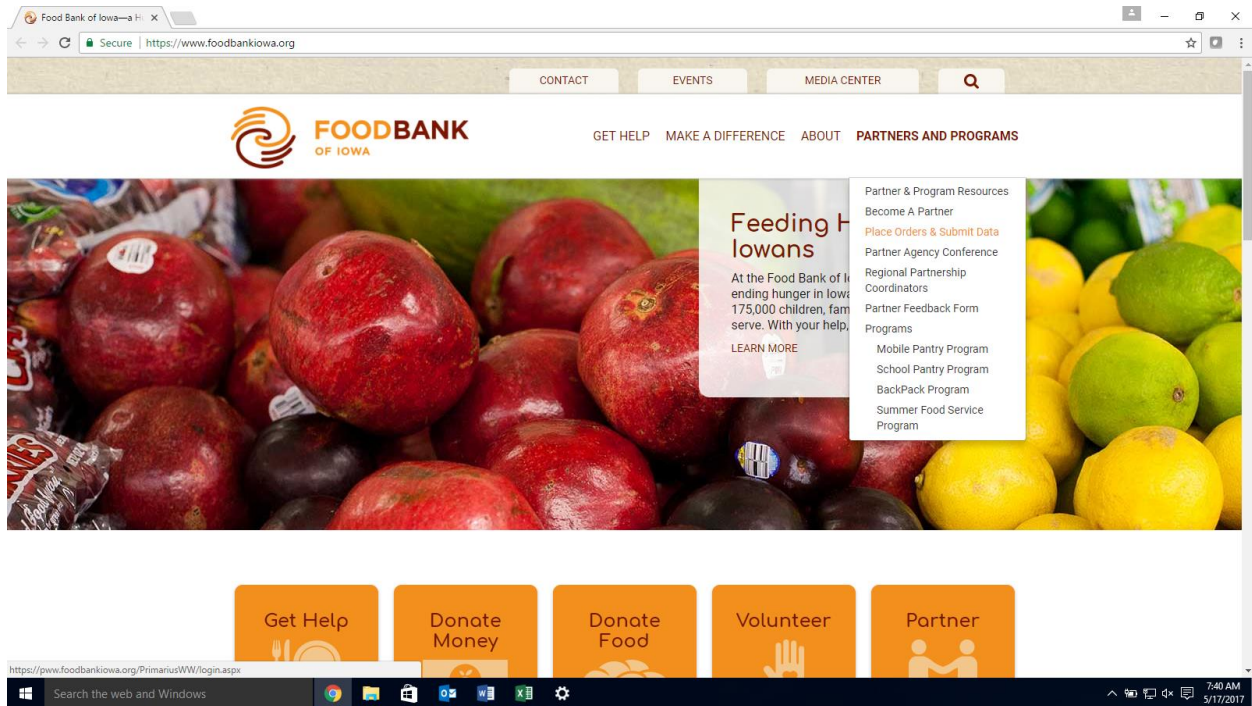 Food Bank of Iowa—a H
Secure | https://www.foodbankiowa.org
CONTACT
EVENTS
MEDIA CENTER
FOODBANK
OF IOWA
GET HELP
MAKE A DIFFERENCE
ABOUT
PARTNERS AND PROGRAMS
Partner & Program Resources
Become A Partner
Place Orders & Submit Data
Partner Agency Conference
Regional Partnership
Coordinators
Partner Feedback Form
Programs
Mobile Pantry Program
School Pantry Program
BackPack Program
Summer Food Service
Program
Feeding H
Iowans
At the Food Bank of I
ending hunger in Iowa
175,000 children, fam
serve. With your help,
LEARN MORE
Get Help
Donate
Money
Donate
Food
Volunteer
Partner
https://pww.foodbankiowa.org/PrimariusWW/login.aspx
Search the web and Windows
7:40 AM
5/17/2017